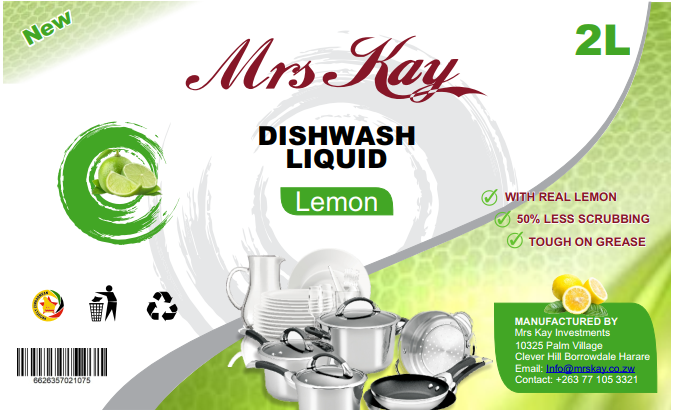 New
2L
Mrs Kay
DISHWASH
LIQUID
Lemon
WITH REAL LEMON
50% LESS SCRUBBING
TOUGH ON GREASE
MANUFACTURED BY
Mrs Kay Investments
10325 Palm Village
Clever Hill Borrowdale Harare
Email: Info@mrskay.co.zw
Contact: +263 77 105 3321
6626357021075